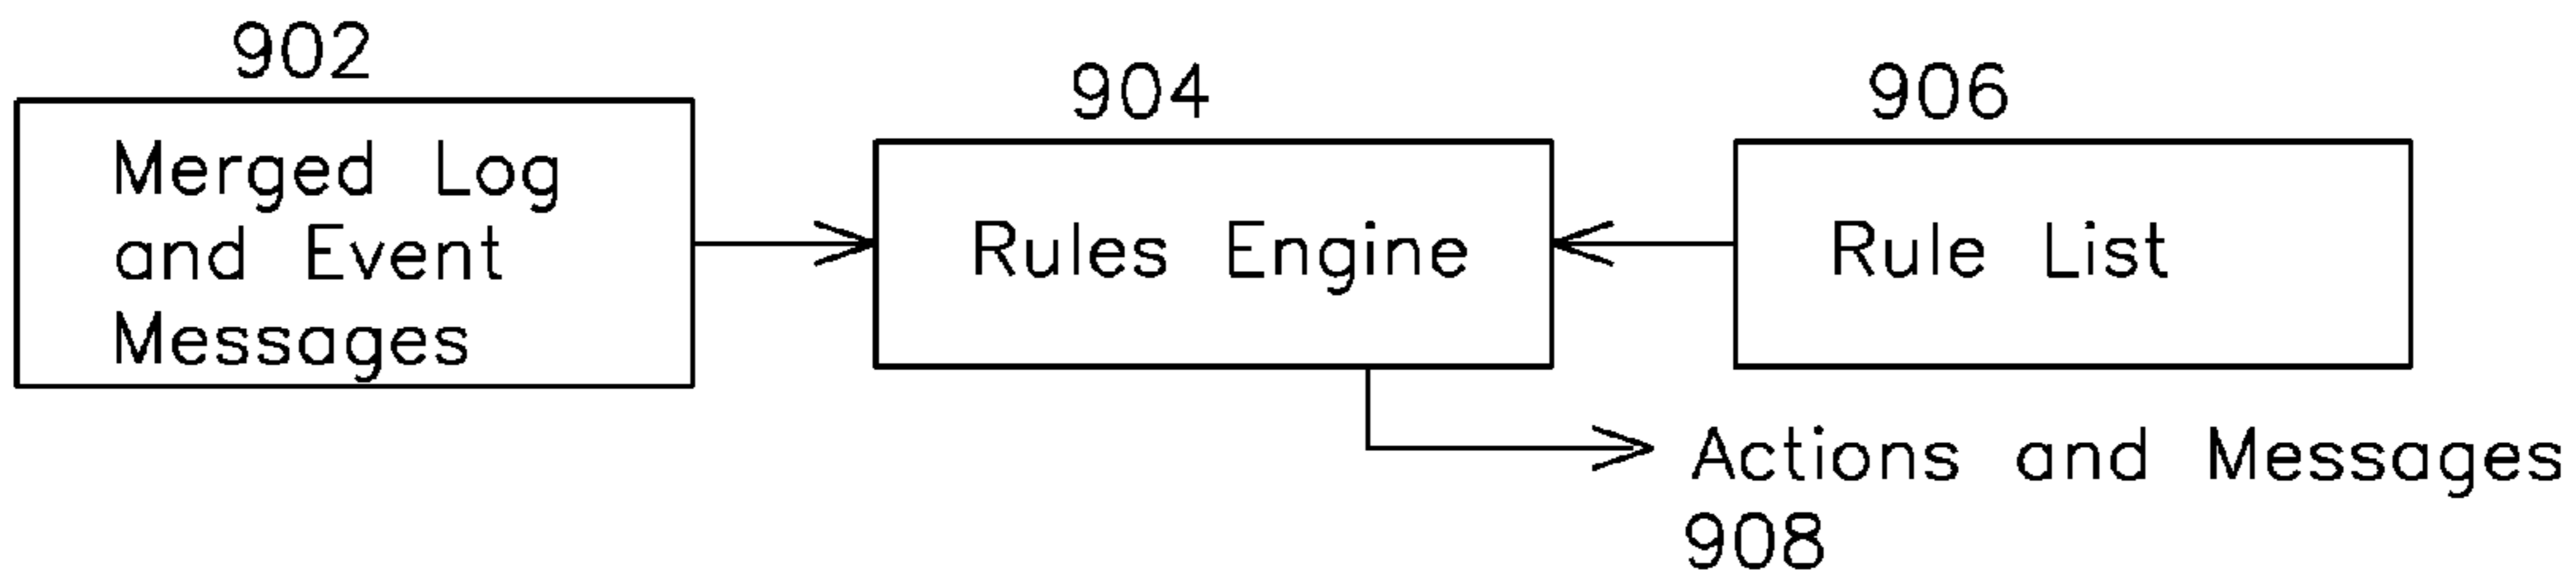 902
Merged Log
and Event
Messages
904
Rules Engine
906
Rule List
Actions and Messages
908